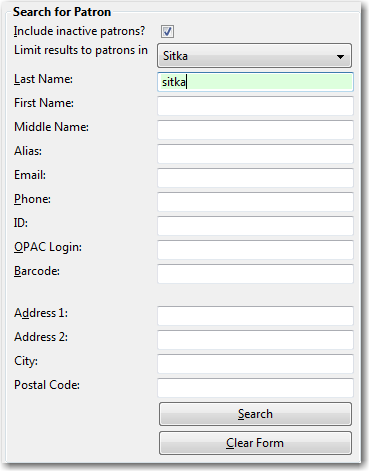 Search for Patron
Include inactive patrons?
Limit results to patrons in Sitka
Last Name: sitka
First Name:
Middle Name:
Alias:
Email:
Phone:
ID:
OPAC Login:
Barcode:
Address 1:
Address 2:
City:
Postal Code:
Search
Clear Form